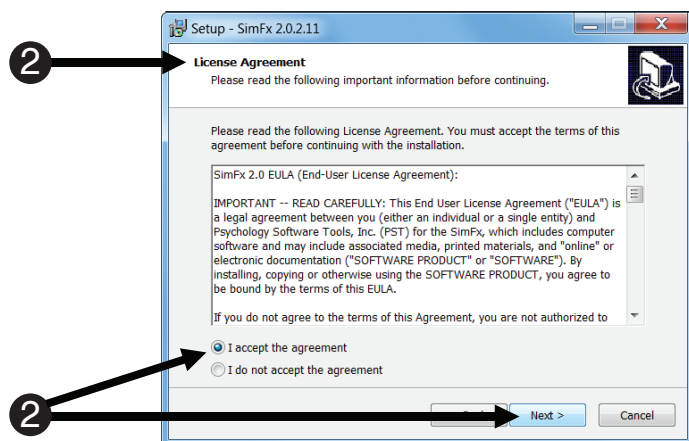 Setup - SimFx 2.0.2.11
2
License Agreement
Please read the following important information before continuing.
Please read the following License Agreement. You must accept the terms of this
agreement before continuing with the installation.
SimFx 2.0 EULA (End-User License Agreement):
IMPORTANT -- READ CAREFULLY: This End User License Agreement ("EULA") is
a legal agreement between you (either an individual or a single entity) and
Psychology Software Tools, Inc. (PST) for the SimFx, which includes computer
software and may include associated media, printed materials, and "online" or
electronic documentation ("SOFTWARE PRODUCT" or "SOFTWARE"). By
installing, copying or otherwise using the SOFTWARE PRODUCT, you agree to
be bound by the terms of this EULA.
If you do not agree to the terms of this Agreement, you are not authorized to
I accept the agreement
I do not accept the agreement
2
Next >
Cancel